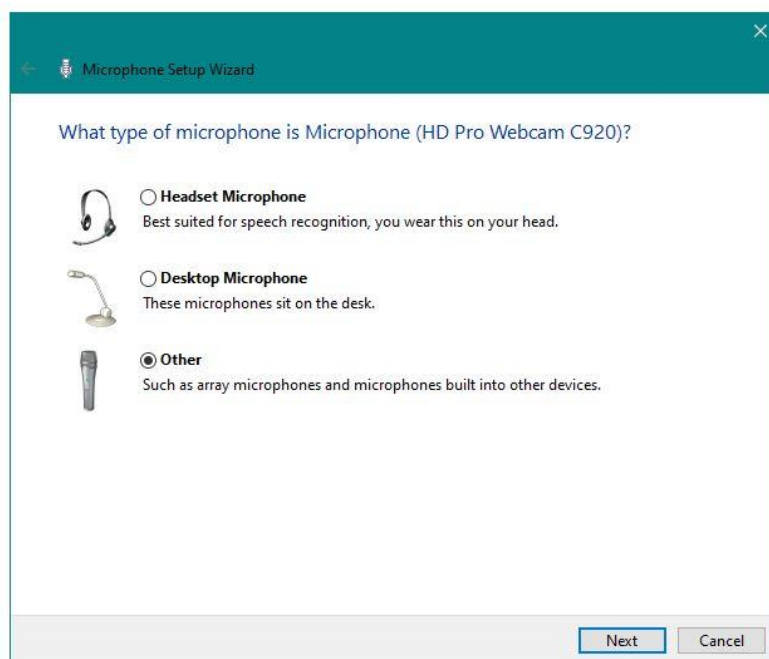 Microphone Setup Wizard
What type of microphone is Microphone (HD Pro Webcam C920)?
Headset Microphone
Best suited for speech recognition, you wear this on your head.
Desktop Microphone
These microphones sit on the desk.
Other
Such as array microphones and microphones built into other devices.
Next Cancel